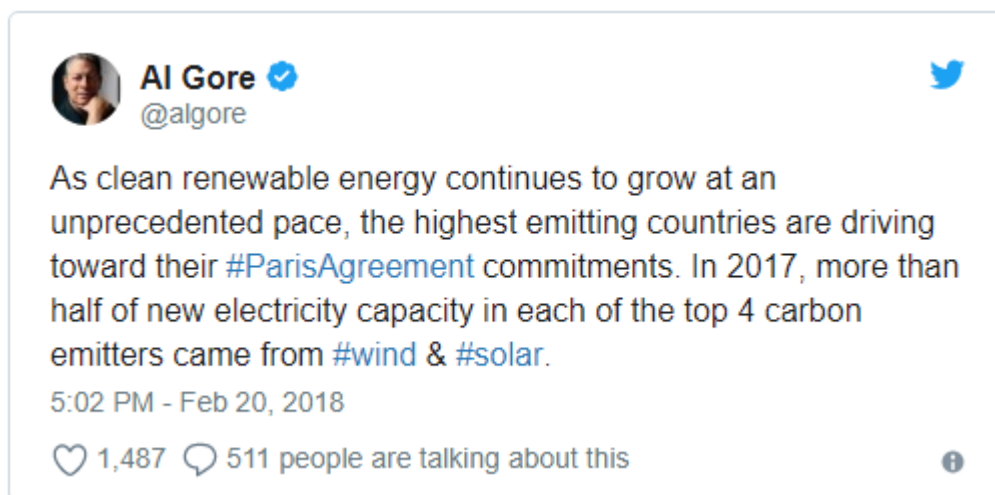 Al Gore
@algore
As clean renewable energy continues to grow at an
unprecedented pace, the highest emitting countries are driving
toward their #ParisAgreement commitments. In 2017, more than
half of new electricity capacity in each of the top 4 carbon
emitters came from #wind & #solar.
5:02 PM - Feb 20, 2018
1,487 511 people are talking about this